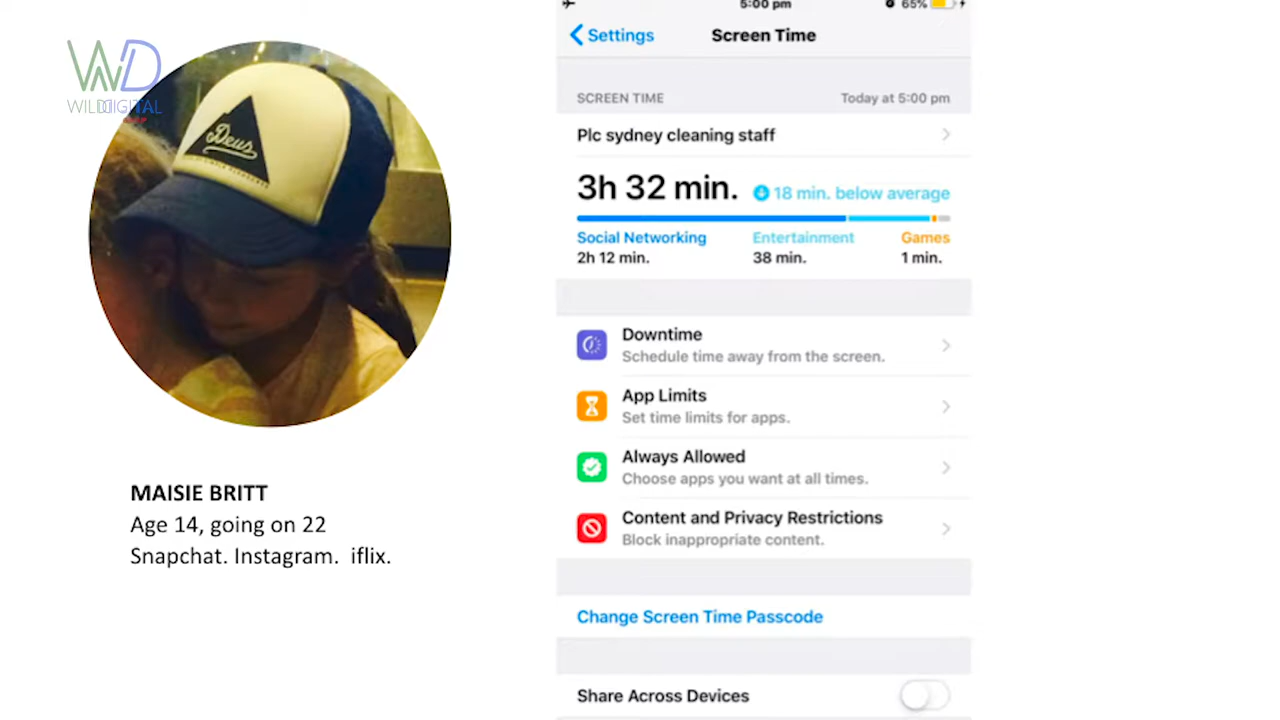 WD
WILD DIGITAL
Deus
MAISIE BRITT
Age 14, going on 22
Snapchat. Instagram. iflix.
5:00 pm
65%
Settings
Screen Time
SCREEN TIME
Today at 5:00 pm
Plc sydney cleaning staff
3h 32 min.
18 min. below average
Social Networking
Entertainment
Games
2h 12 min.
38 min.
1 min.
Downtime
Schedule time away from the screen.
App Limits
Set time limits for apps.
Always Allowed
Choose apps you want at all times.
Content and Privacy Restrictions
Block inappropriate content.
Change Screen Time Passcode
Share Across Devices